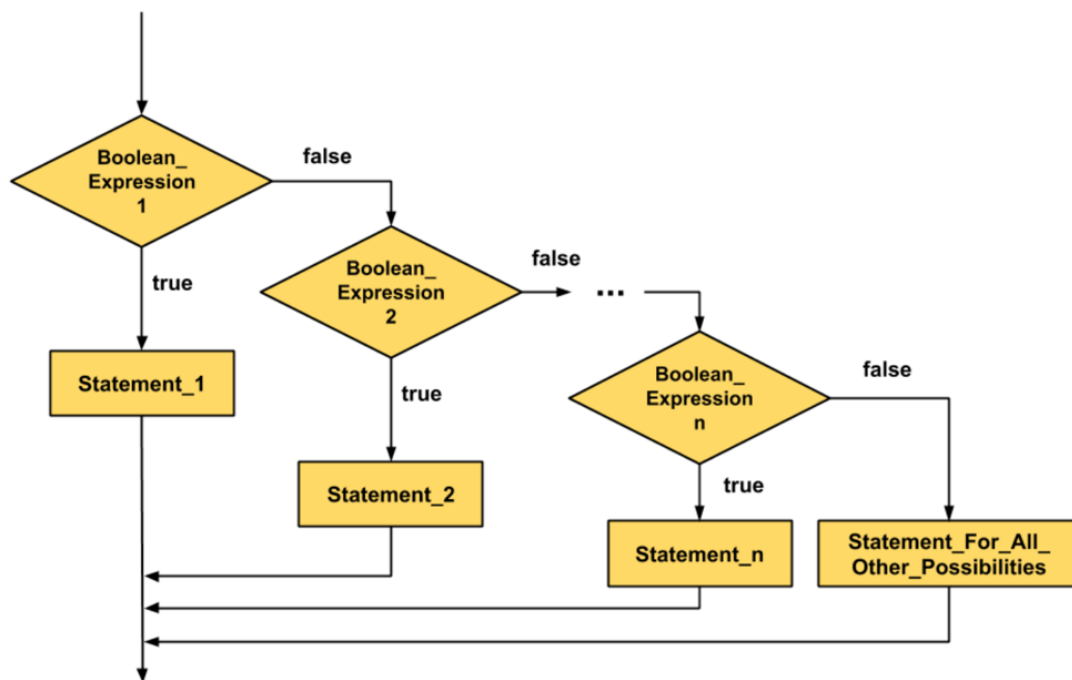 Boolean_
Expression
1
false
true
Statement_1
Boolean_
Expression
2
false
...
true
Statement_2
Boolean_
Expression
n
false
true
Statement_n
Statement_For_All_
Other_Possibilities